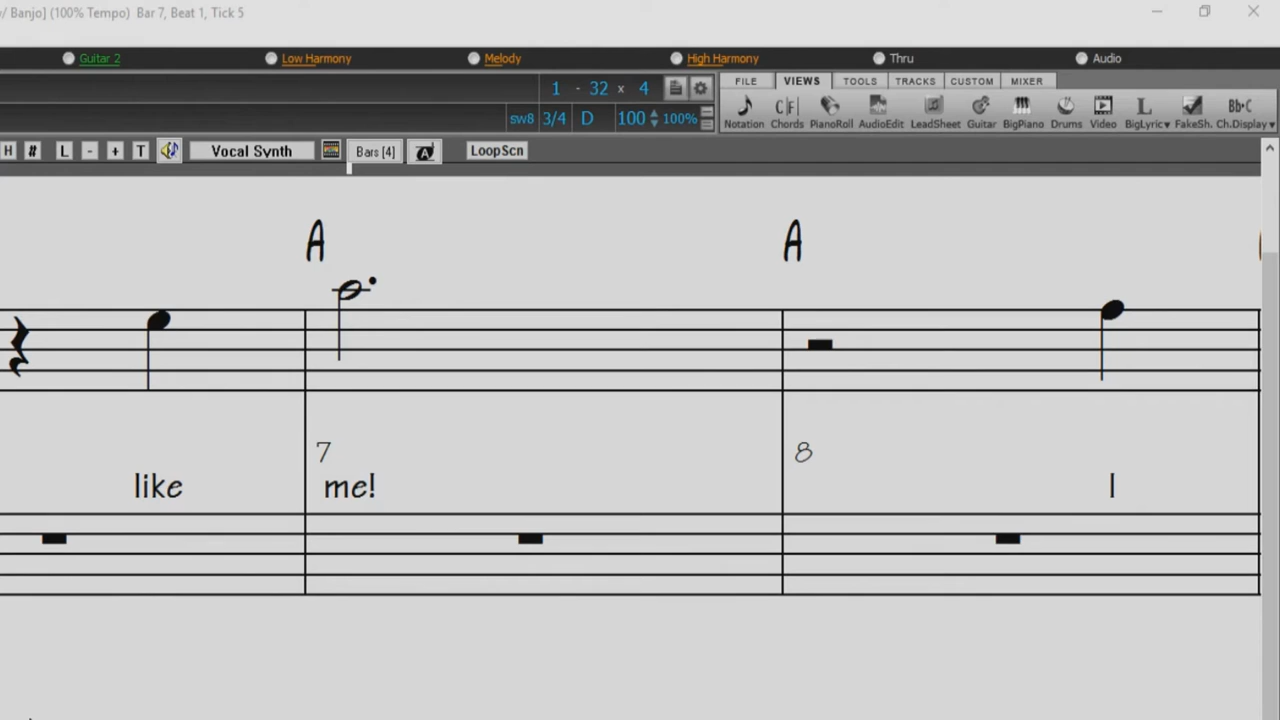 / Banjo] (100% Tempo) Bar 7, Beat 1, Tick 5
Guitar 2 Low Harmony Melody High Harmony Thru Audio
1 - 32 x 4
FILE VIEWS TOOLS TRACKS CUSTOM MIXER
sw8 3/4 D 100 100%
Notation Chords PianoRoll AudioEdit LeadSheet Guitar BigPiano Drums Video BigLyric FakeSh. Ch.Display
H # L - + T Vocal Synth Bars [4] A LoopScn
A A
7 8
like me! I